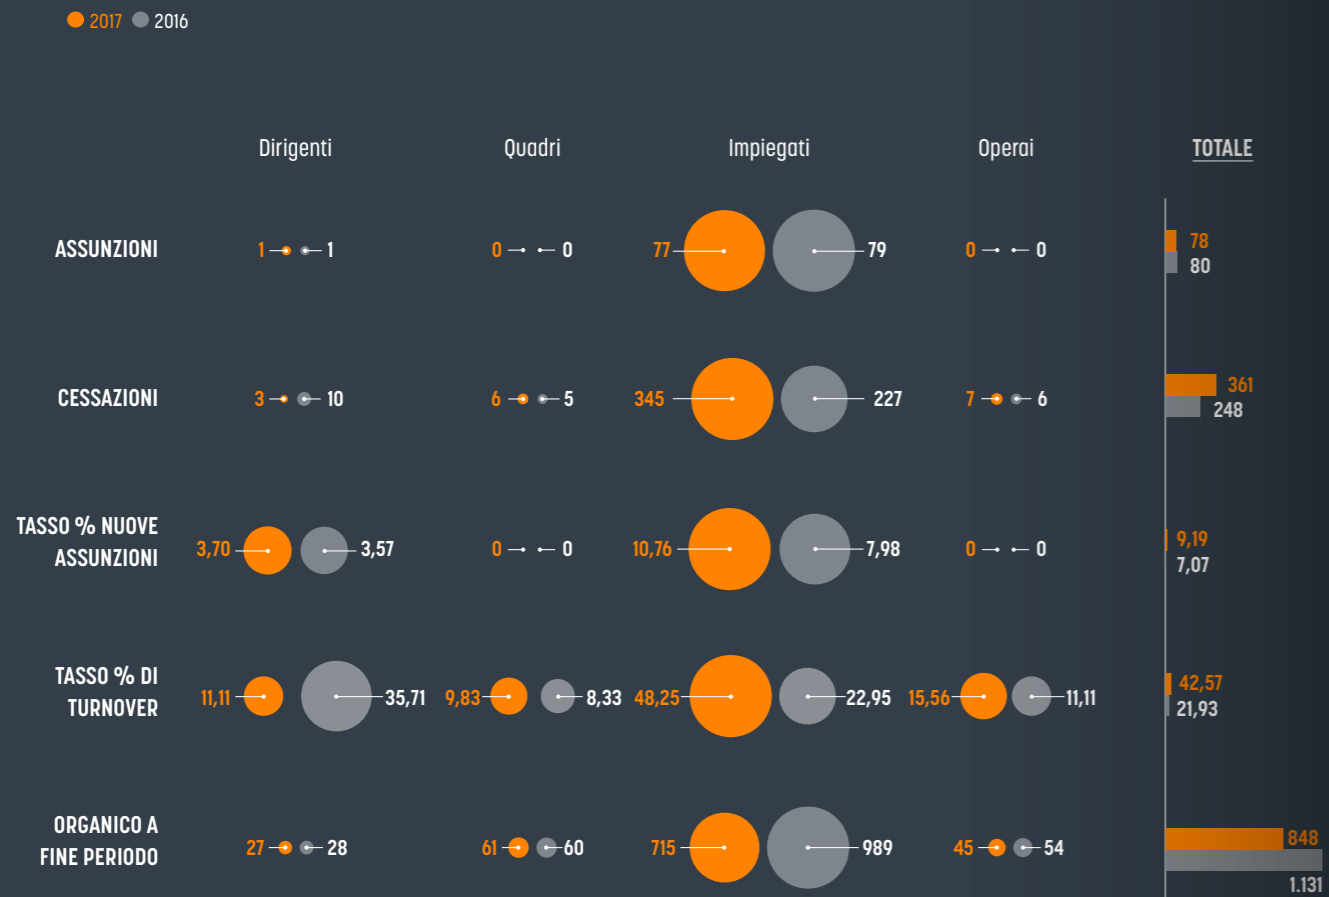 2017 2016
Dirigenti Quadri Impiegati Operai TOTALE
ASSUNZIONI 1 1 0 0 77 79 0 0 78
80
CESSAZIONI 3 10 6 5 345 227 7 6 361
248
TASSO % NUOVE
ASSUNZIONI 3,70 3,57 0 0 10,76 7,98 0 0 9,19
7,07
TASSO % DI
TURNOVER 11,11 35,71 9,83 8,33 48,25 22,95 15,56 11,11 42,57
21,93
ORGANICO A
FINE PERIODO 27 28 61 60 715 989 45 54 848
1.131